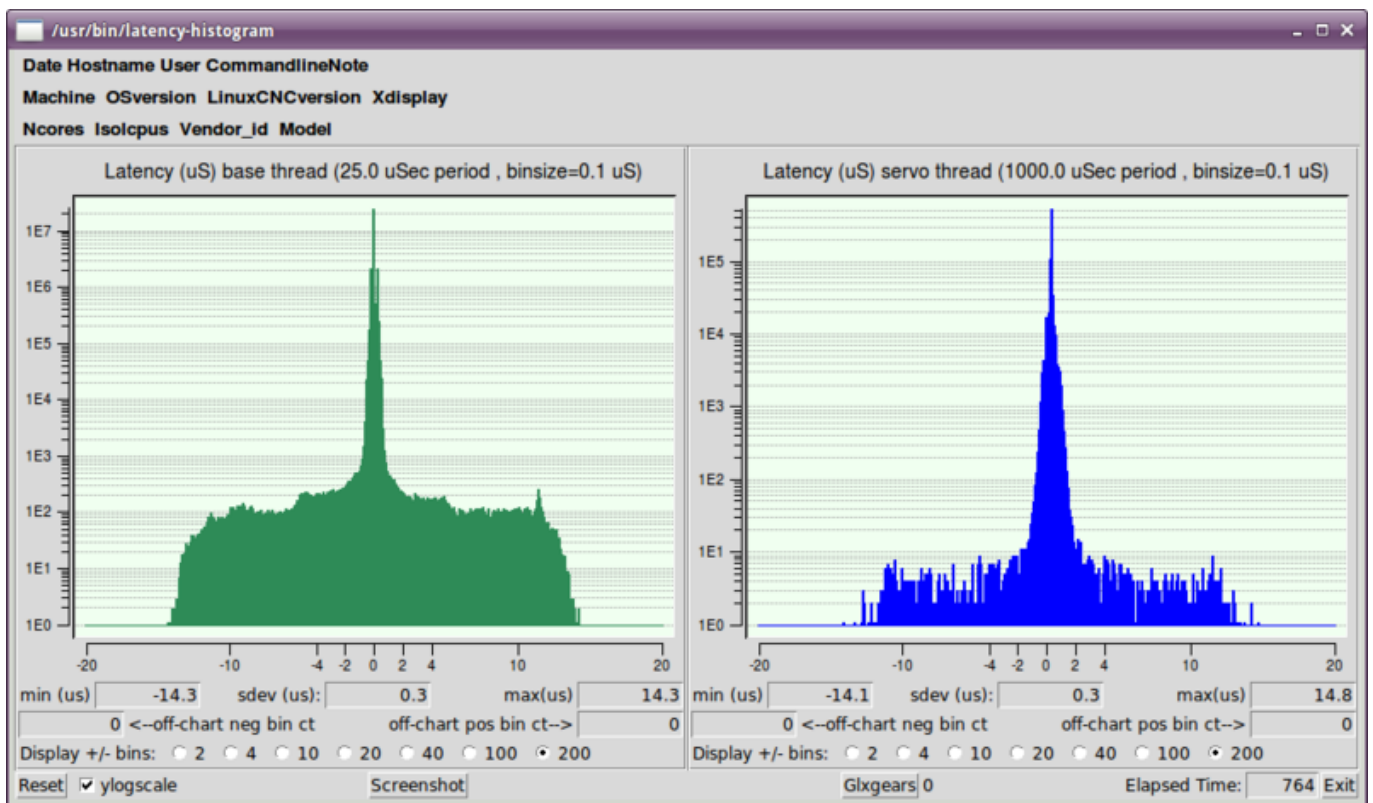 /usr/bin/latency-histogram
Date Hostname User CommandlineNote
Machine OSversion LinuxCNCversion Xdisplay
Ncores Isolcpus Vendor_id Model
Latency (uS) base thread (25.0 uSec period , binsize=0.1 uS)
1E7
1E6
1E5
1E4
1E3
1E2
1E1
1E0
-20 -10 -4 -2 0 2 4 10 20
min (us) -14.3 sdev (us): 0.3 max(us) 14.3
0 <--off-chart neg bin ct off-chart pos bin ct--> 0
Display +/- bins: 2 4 10 20 40 100 200
Latency (uS) servo thread (1000.0 uSec period , binsize=0.1 uS)
1E5
1E4
1E3
1E2
1E1
1E0
-20 -10 -4 -2 0 2 4 10 20
min (us) -14.1 sdev (us): 0.3 max(us) 14.8
0 <--off-chart neg bin ct off-chart pos bin ct--> 0
Display +/- bins: 2 4 10 20 40 100 200
Reset ylogscale Screenshot Glxgears 0 Elapsed Time: 764 Exit